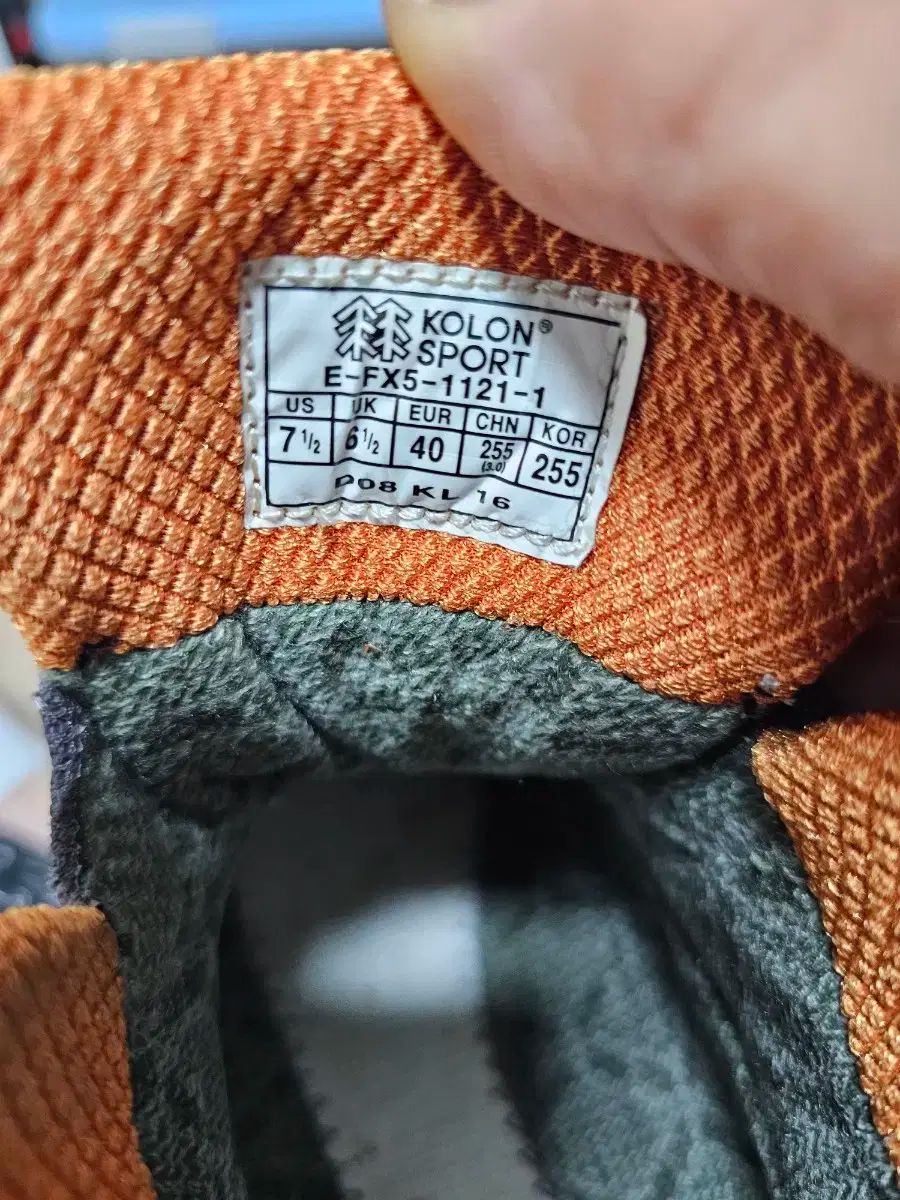 KOLON®
SPORT
E-FX5-1121-1
US UK EUR CHN KOR
7 1/2 6 1/2 40 255 (3.0) 255
D08 KL 16